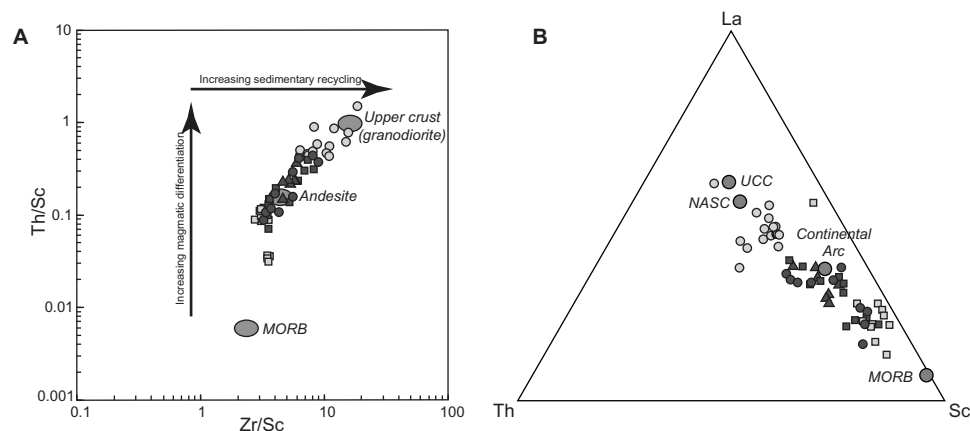 A
10
Increasing sedimentary recycling
1
Upper crust
(granodiorite)
Increasing magmatic differentiation
Th/Sc
0.1
Andesite
0.01
MORB
0.001
0.1
1
10
100
Zr/Sc
B
La
UCC
NASC
Continental
Arc
MORB
Th
Sc